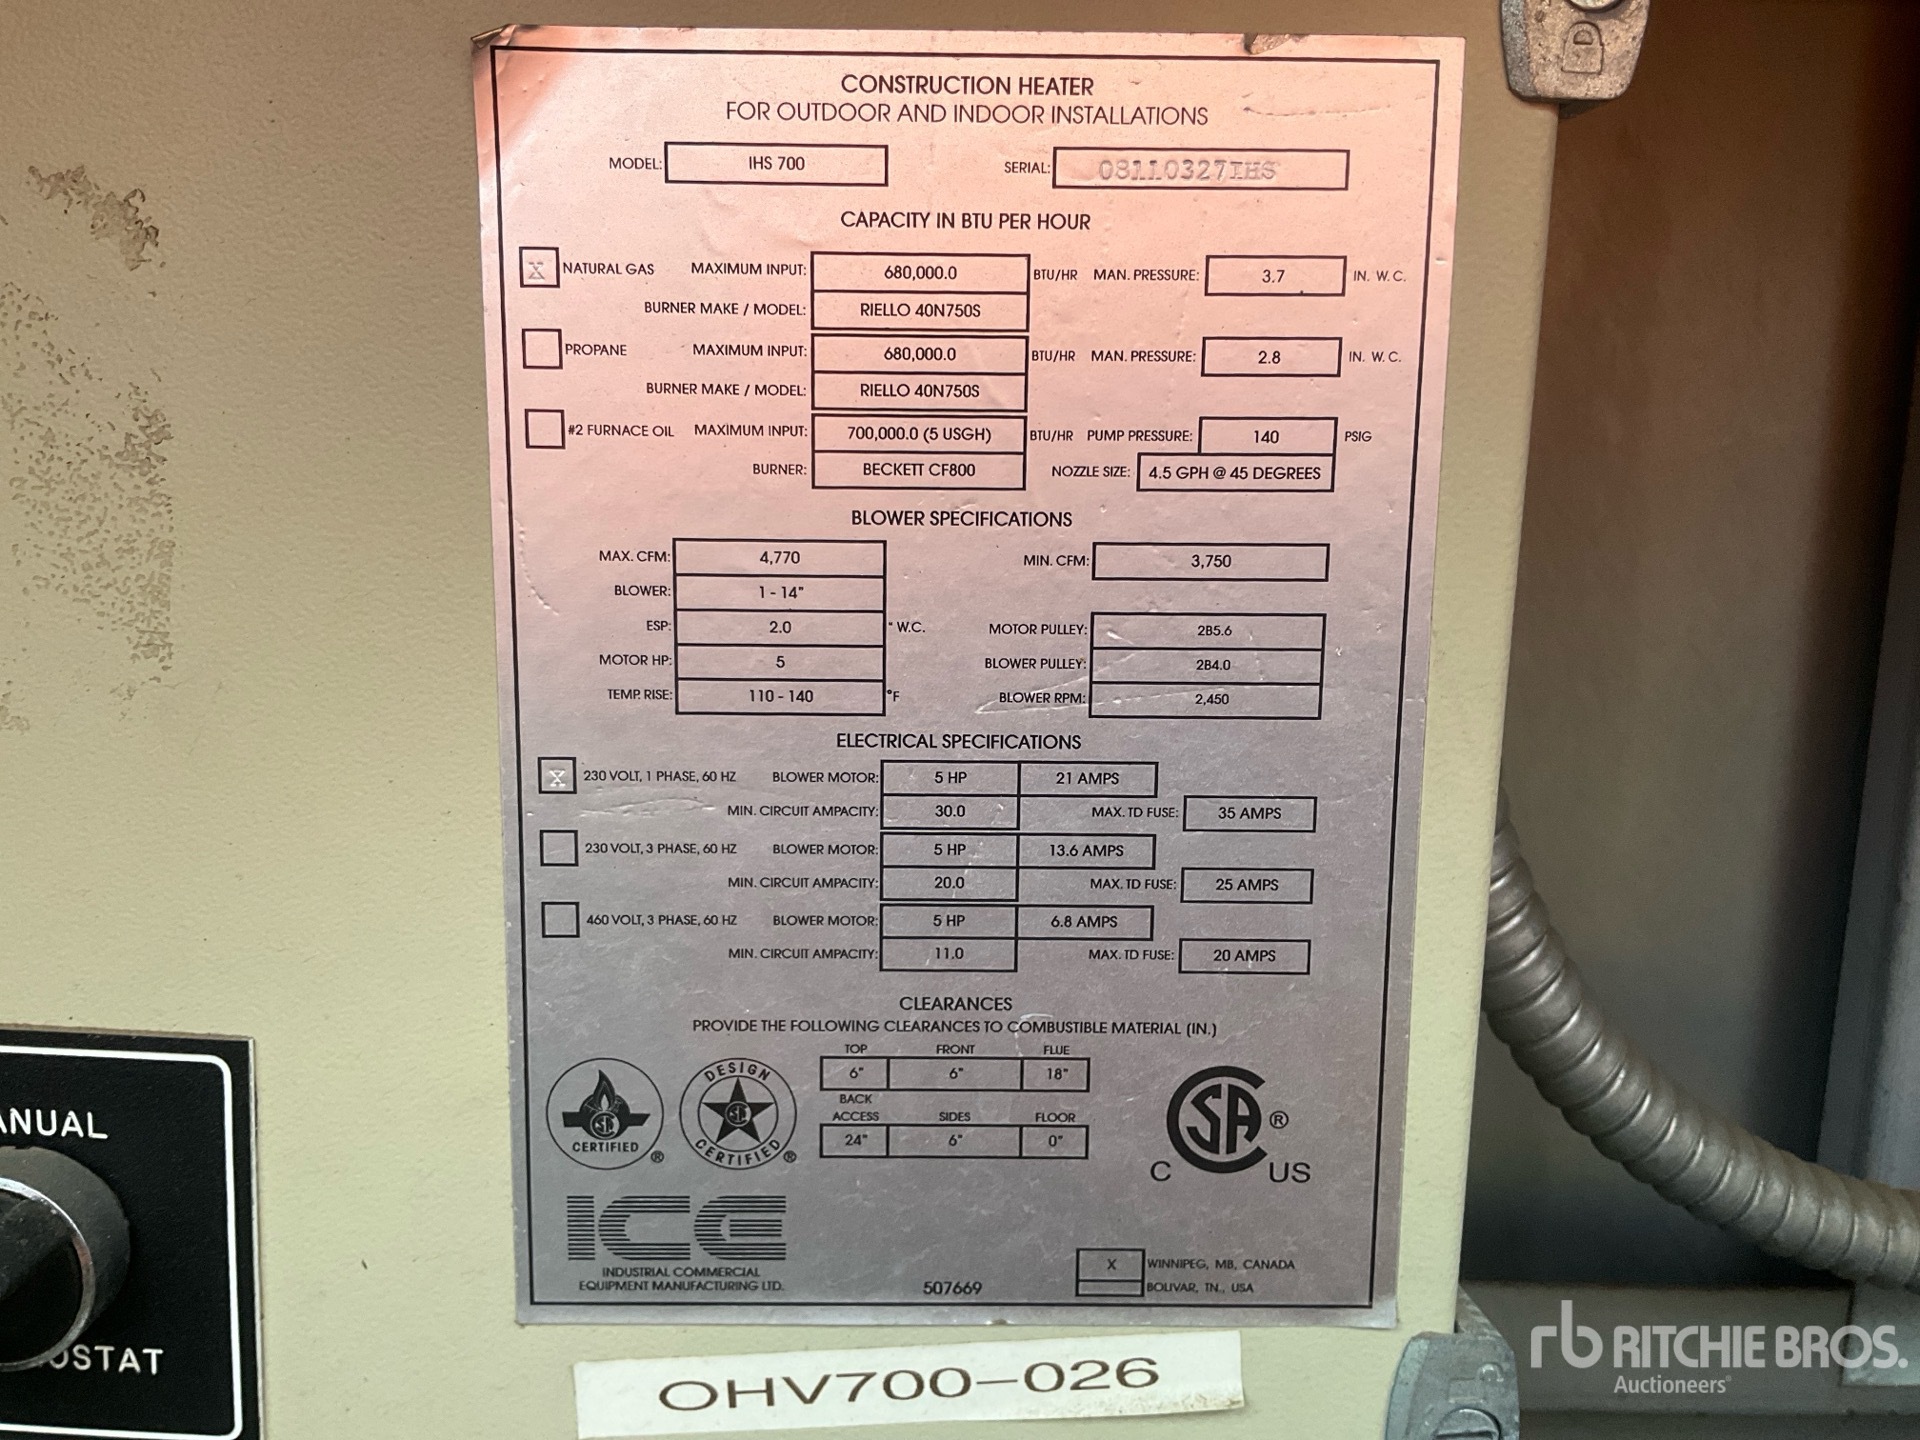 CONSTRUCTION HEATER
FOR OUTDOOR AND INDOOR INSTALLATIONS
MODEL: IHS 700 SERIAL: 08110327IHS
CAPACITY IN BTU PER HOUR
X NATURAL GAS MAXIMUM INPUT: 680,000.0 BTU/HR MAN. PRESSURE: 3.7 IN. W.C.
BURNER MAKE / MODEL: RIELLO 40N750S
PROPANE MAXIMUM INPUT: 680,000.0 BTU/HR MAN. PRESSURE: 2.8 IN. W.C.
BURNER MAKE / MODEL: RIELLO 40N750S
#2 FURNACE OIL MAXIMUM INPUT: 700,000.0 (5 USGH) BTU/HR PUMP PRESSURE: 140 PSIG
BURNER: BECKETT CF800 NOZZLE SIZE: 4.5 GPH @ 45 DEGREES
BLOWER SPECIFICATIONS
MAX. CFM: 4,770 MIN. CFM: 3,750
BLOWER: 1 - 14"
ESP: 2.0 " W.C. MOTOR PULLEY: 2B5.6
MOTOR HP: 5 BLOWER PULLEY: 2B4.0
TEMP. RISE: 110 - 140 °F BLOWER RPM: 2,450
ELECTRICAL SPECIFICATIONS
X 230 VOLT, 1 PHASE, 60 HZ BLOWER MOTOR: 5 HP 21 AMPS
MIN. CIRCUIT AMPACITY: 30.0 MAX. TD FUSE: 35 AMPS
230 VOLT, 3 PHASE, 60 HZ BLOWER MOTOR: 5 HP 13.6 AMPS
MIN. CIRCUIT AMPACITY: 20.0 MAX. TD FUSE: 25 AMPS
460 VOLT, 3 PHASE, 60 HZ BLOWER MOTOR: 5 HP 6.8 AMPS
MIN. CIRCUIT AMPACITY: 11.0 MAX. TD FUSE: 20 AMPS
CLEARANCES
PROVIDE THE FOLLOWING CLEARANCES TO COMBUSTIBLE MATERIAL (IN.)
TOP FRONT FLUE
6" 6" 18"
BACK
ACCESS SIDES FLOOR
24" 6" 0"
CERTIFIED ®
DESIGN CERTIFIED ®
C SA ® US
ICE
INDUSTRIAL COMMERCIAL
EQUIPMENT MANUFACTURING LTD.
507669
X WINNIPEG, MB, CANADA
BOLIVAR, TN., USA
OHV700-026
ANUAL
OSTAT
rb RITCHIE BROS.
Auctioneers